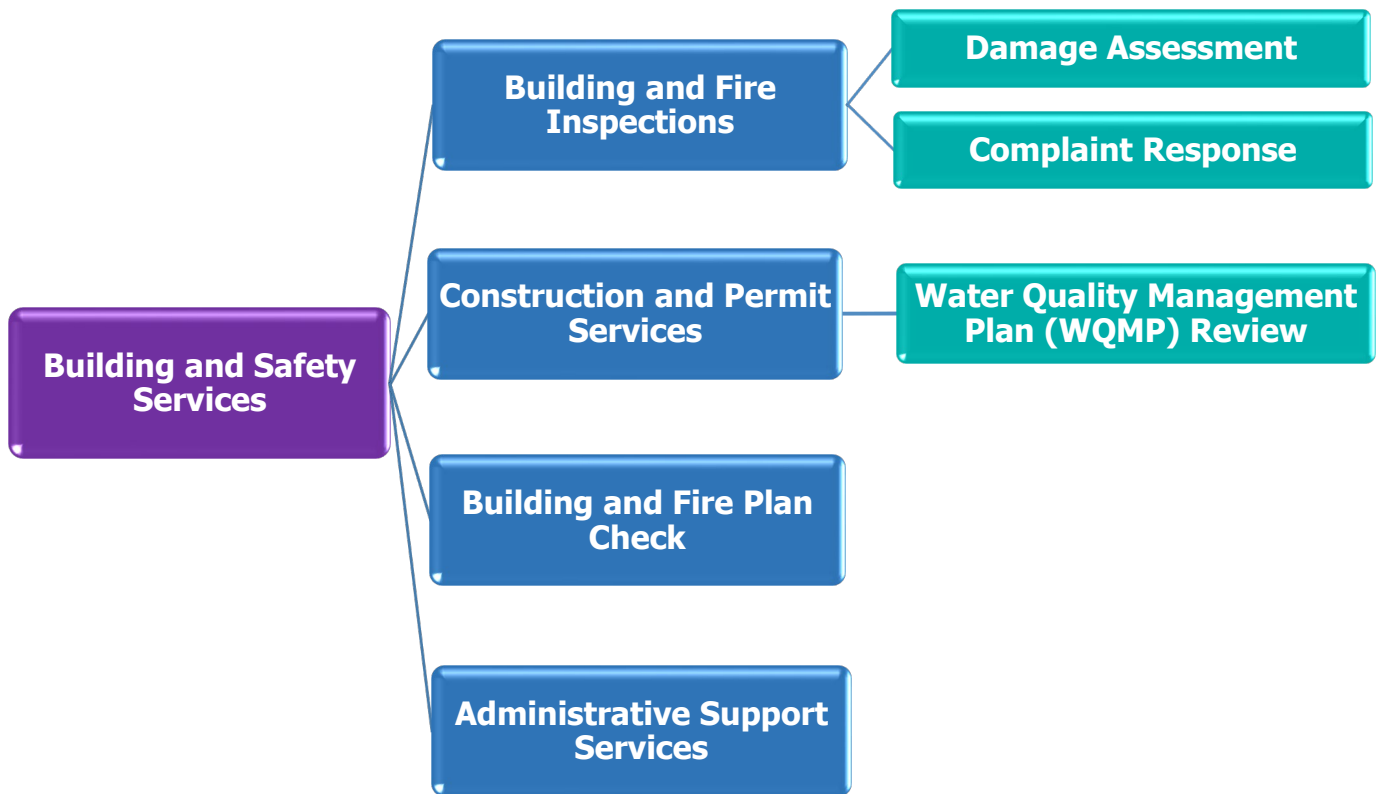 Building and Safety
Services
Building and Fire
Inspections
Damage Assessment
Complaint Response
Construction and Permit
Services
Water Quality Management
Plan (WQMP) Review
Building and Fire Plan
Check
Administrative Support
Services